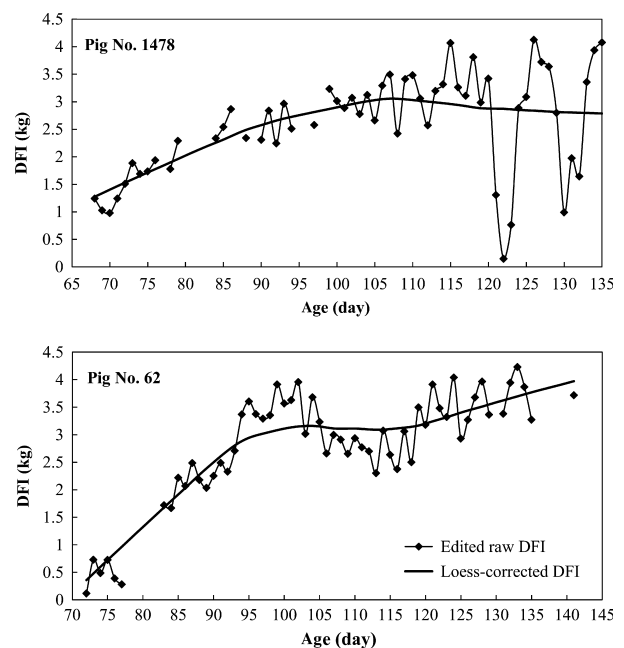 4.5
Pig No. 1478
4
3.5
3
2.5
2
1.5
1
0.5
0
DFI (kg)
65 70 75 80 85 90 95 100 105 110 115 120 125 130 135
Age (day)
4.5
Pig No. 62
4
3.5
3
2.5
2
1.5
1
0.5
0
DFI (kg)
Edited raw DFI
Loess-corrected DFI
70 75 80 85 90 95 100 105 110 115 120 125 130 135 140 145
Age (day)